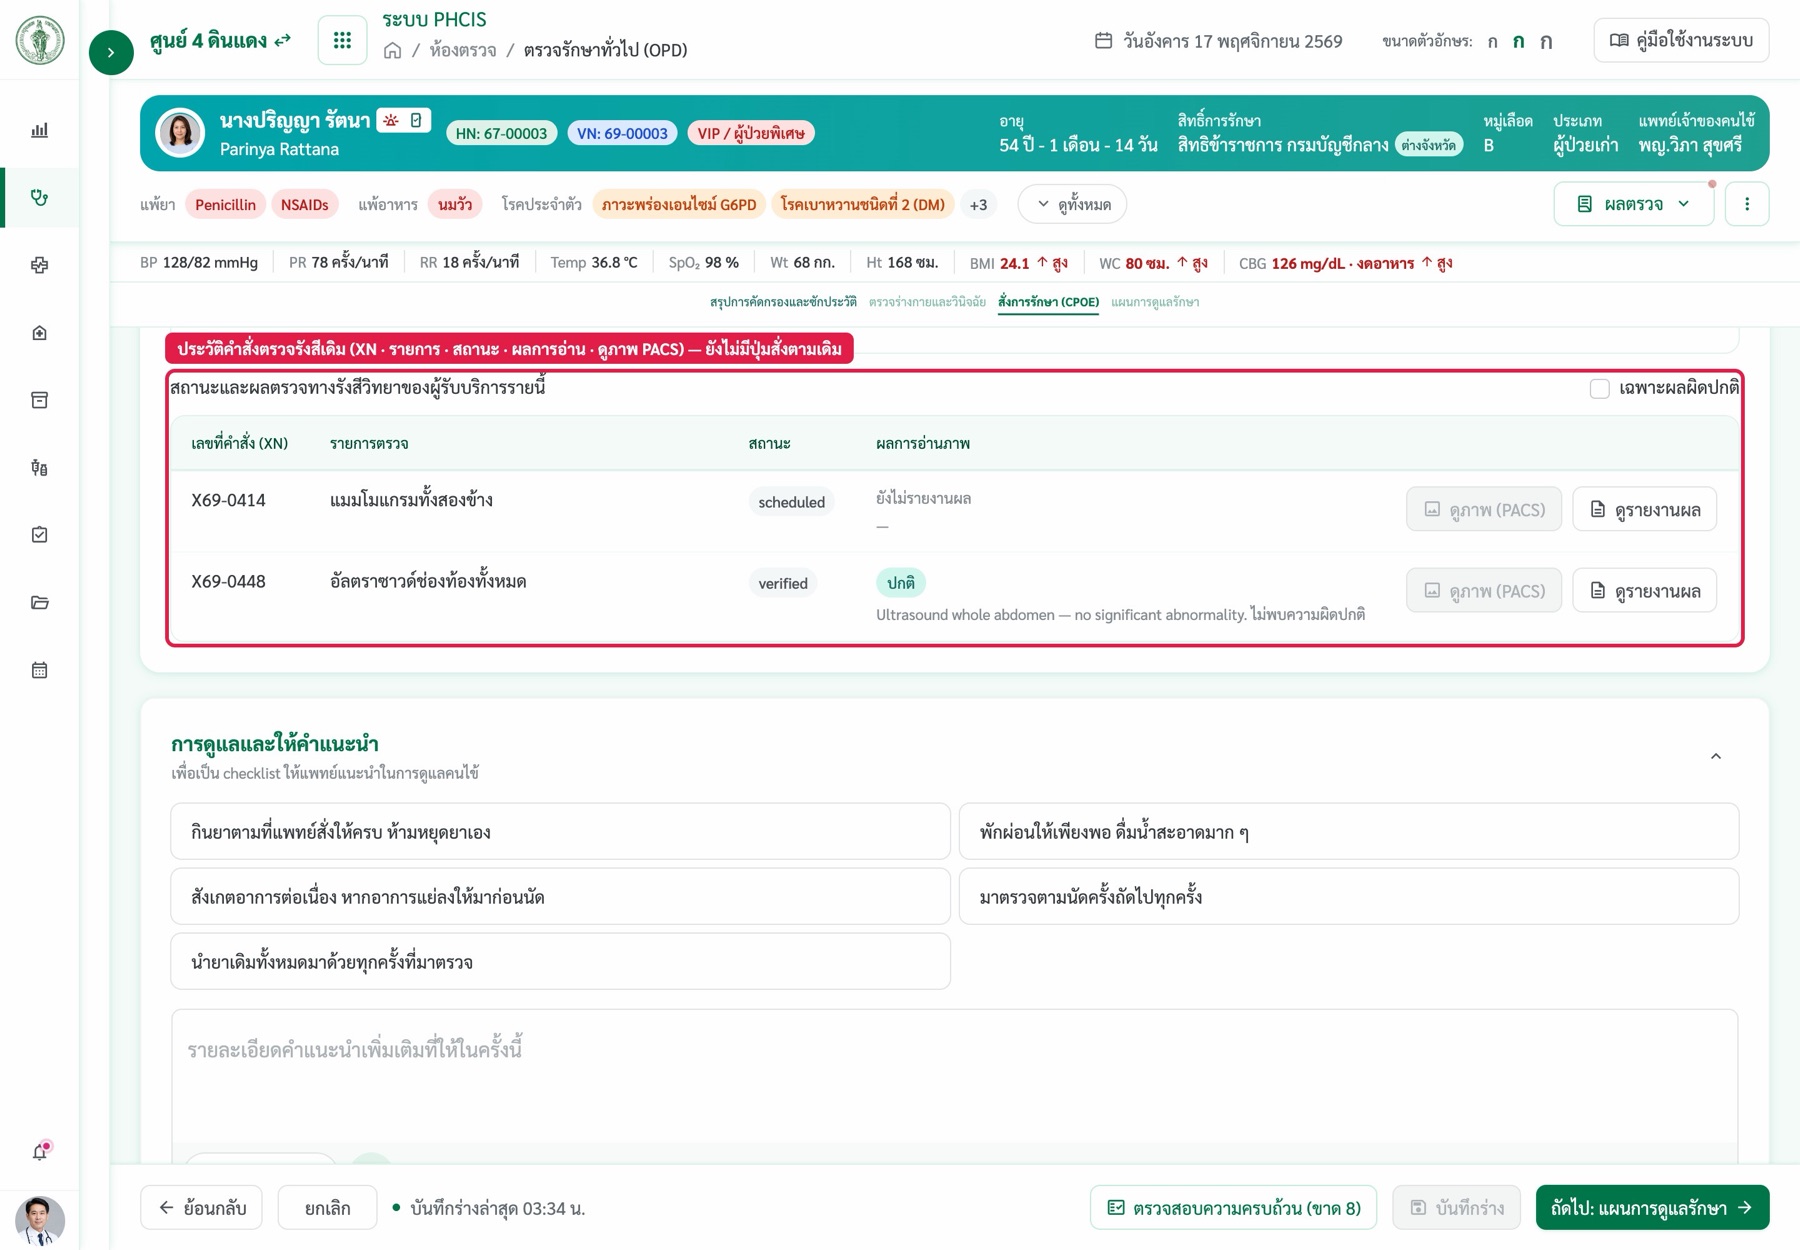 ศูนย์ 4 ดินแดง
ระบบ PHCIS
/ ห้องตรวจ / ตรวจรักษาทั่วไป (OPD)
วันอังคาร 17 พฤศจิกายน 2569
ขนาดตัวอักษร: ก ก ก
คู่มือใช้งานระบบ
นางปริญญา รัตนา
Parinya Rattana
HN: 67-00003
VN: 69-00003
VIP / ผู้ป่วยพิเศษ
อายุ
54 ปี - 1 เดือน - 14 วัน
สิทธิ์การรักษา
สิทธิข้าราชการ กรมบัญชีกลาง ต่างจังหวัด
หมู่เลือด
B
ประเภท
ผู้ป่วยเก่า
แพทย์เจ้าของคนไข้
พญ.วิภา สุขศรี
แพ้ยา Penicillin NSAIDs แพ้อาหาร นมวัว โรคประจำตัว ภาวะพร่องเอนไซม์ G6PD โรคเบาหวานชนิดที่ 2 (DM) +3 ดูทั้งหมด
ผลตรวจ
BP 128/82 mmHg PR 78 ครั้ง/นาที RR 18 ครั้ง/นาที Temp 36.8 °C SpO₂ 98 % Wt 68 กก. Ht 168 ซม. BMI 24.1 ↑ สูง WC 80 ซม. ↑ สูง CBG 126 mg/dL · งดอาหาร ↑ สูง
สรุปการคัดกรองและซักประวัติ ตรวจร่างกายและวินิจฉัย สั่งการรักษา (CPOE) แผนการดูแลรักษา
ประวัติคำสั่งตรวจรังสีเดิม (XN · รายการ · สถานะ · ผลการอ่าน · ดูภาพ PACS) — ยังไม่มีปุ่มสั่งตามเดิม
สถานะและผลตรวจทางรังสีวิทยาของผู้รับบริการรายนี้
เฉพาะผลผิดปกติ
เลขที่คำสั่ง (XN) รายการตรวจ สถานะ ผลการอ่านภาพ
X69-0414 แมมโมแกรมทั้งสองข้าง scheduled ยังไม่รายงานผล
—
ดูภาพ (PACS) ดูรายงานผล
X69-0448 อัลตราซาวด์ช่องท้องทั้งหมด verified ปกติ
Ultrasound whole abdomen — no significant abnormality. ไม่พบความผิดปกติ
ดูภาพ (PACS) ดูรายงานผล
การดูแลและให้คำแนะนำ
เพื่อเป็น checklist ให้แพทย์แนะนำในการดูแลคนไข้
กินยาตามที่แพทย์สั่งให้ครบ ห้ามหยุดยาเอง
พักผ่อนให้เพียงพอ ดื่มน้ำสะอาดมาก ๆ
สังเกตอาการต่อเนื่อง หากอาการแย่ลงให้มาก่อนนัด
มาตรวจตามนัดครั้งถัดไปทุกครั้ง
นำยาเดิมทั้งหมดมาด้วยทุกครั้งที่มาตรวจ
รายละเอียดคำแนะนำเพิ่มเติมที่ให้ในครั้งนี้
ย้อนกลับ
ยกเลิก
บันทึกร่างล่าสุด 03:34 น.
ตรวจสอบความครบถ้วน (ขาด 8)
บันทึกร่าง
ถัดไป: แผนการดูแลรักษา